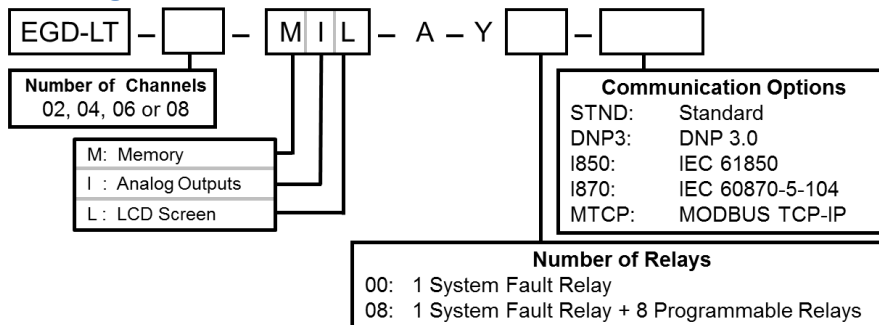 EGD-LT – – M I L – A – Y –
Number of Channels
02, 04, 06 or 08
M: Memory
I : Analog Outputs
L : LCD Screen
Communication Options
STND: Standard
DNP3: DNP 3.0
I850: IEC 61850
I870: IEC 60870-5-104
MTCP: MODBUS TCP-IP
Number of Relays
00: 1 System Fault Relay
08: 1 System Fault Relay + 8 Programmable Relays